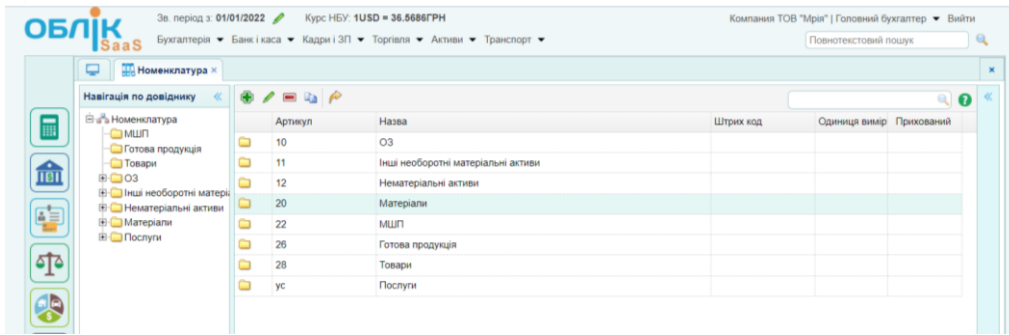 Зв. період з: 01/01/2022 Курс НБУ: 1USD = 36.5686ГРН Компания ТОВ "Мрія" | Головний бухгалтер Вийти
ОБЛІК SaaS
Бухгалтерія Банк і каса Кадри і ЗП Торгівля Активи Транспорт Повнотекстовий пошук
Номенклатура
Навігація по довіднику
Номенклатура
МШП
Готова продукція
Товари
ОЗ
Інші необоротні матеріа
Нематеріальні активи
Матеріали
Послуги
Артикул Назва Штрих код Одиниця вимір Прихований
10 ОЗ
11 Інші необоротні матеріальні активи
12 Нематеріальні активи
20 Матеріали
22 МШП
26 Готова продукція
28 Товари
ус Послуги